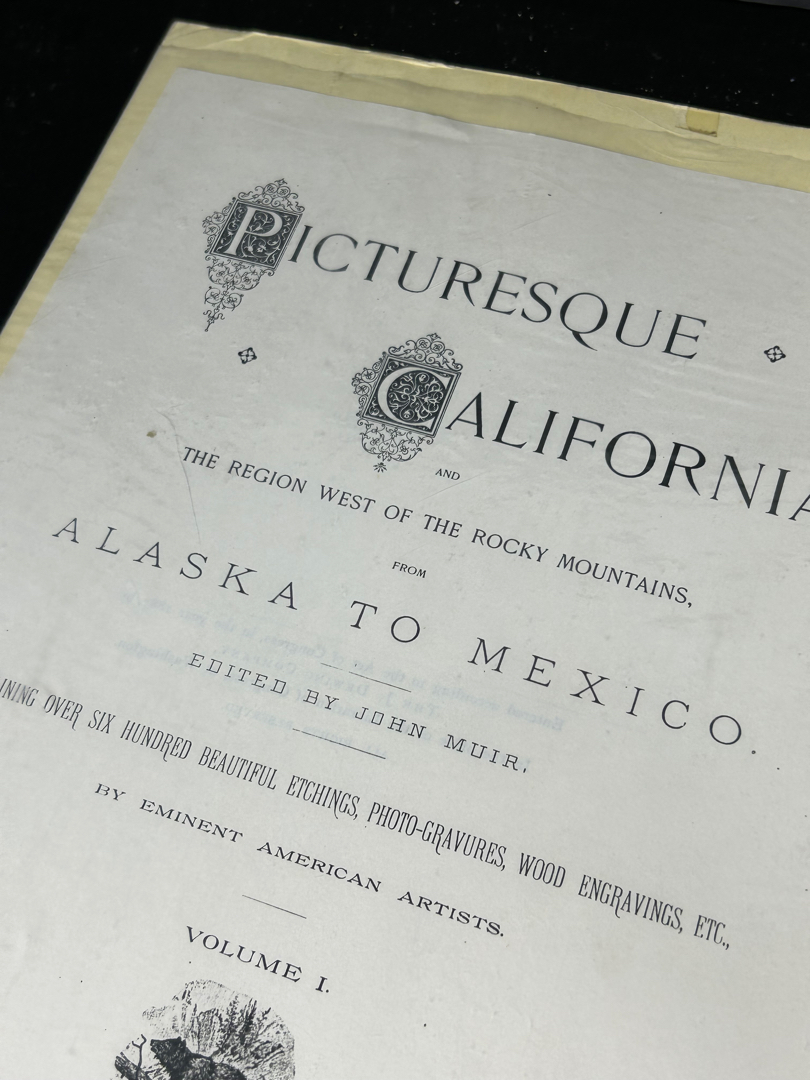 PICTURESQUE
CALIFORNIA
AND
THE REGION WEST OF THE ROCKY MOUNTAINS,
FROM
ALASKA TO MEXICO.
EDITED BY JOHN MUIR,
INING OVER SIX HUNDRED BEAUTIFUL ETCHINGS, PHOTO-GRAVURES, WOOD ENGRAVINGS, ETC.,
BY EMINENT AMERICAN ARTISTS.
VOLUME I.